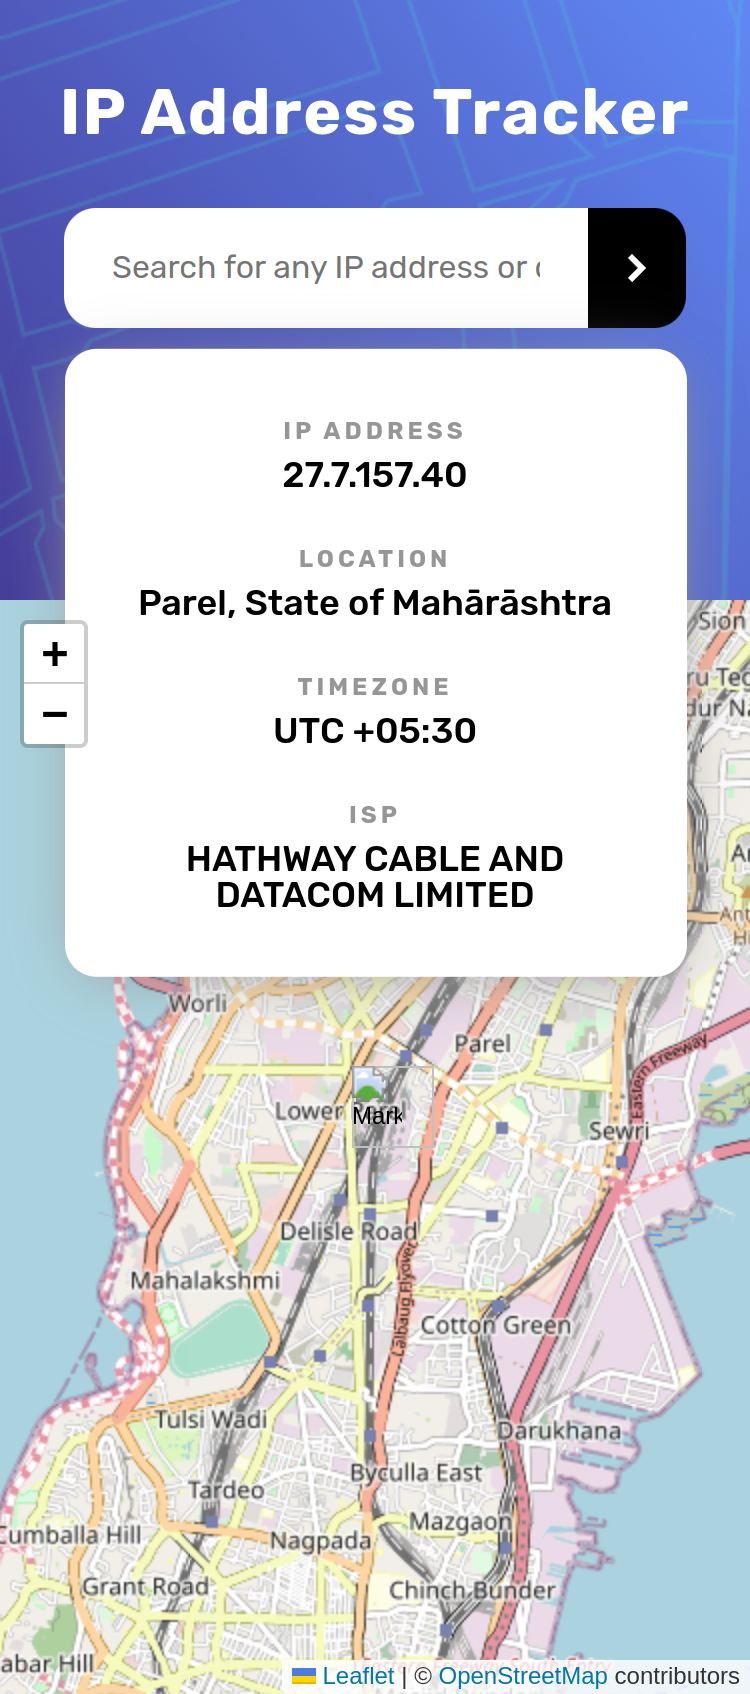 IP Address Tracker
Search for any IP address or
IP ADDRESS
27.7.157.40
LOCATION
Parel, State of Mahārāshtra
TIMEZONE
UTC +05:30
ISP
HATHWAY CABLE AND
DATACOM LIMITED
+
−
Sion
Worli
Parel
Eastern Freeway
Lower
Mark
Sewri
Delisle Road
Lalbaug Flyover
Mahalakshmi
Cotton Green
Tulsi Wadi
Darukhana
Byculla East
Tardeo
Mazgaon
Cumballa Hill
Nagpada
Grant Road
Chinch Bunder
abar Hill
Leaflet | © OpenStreetMap contributors